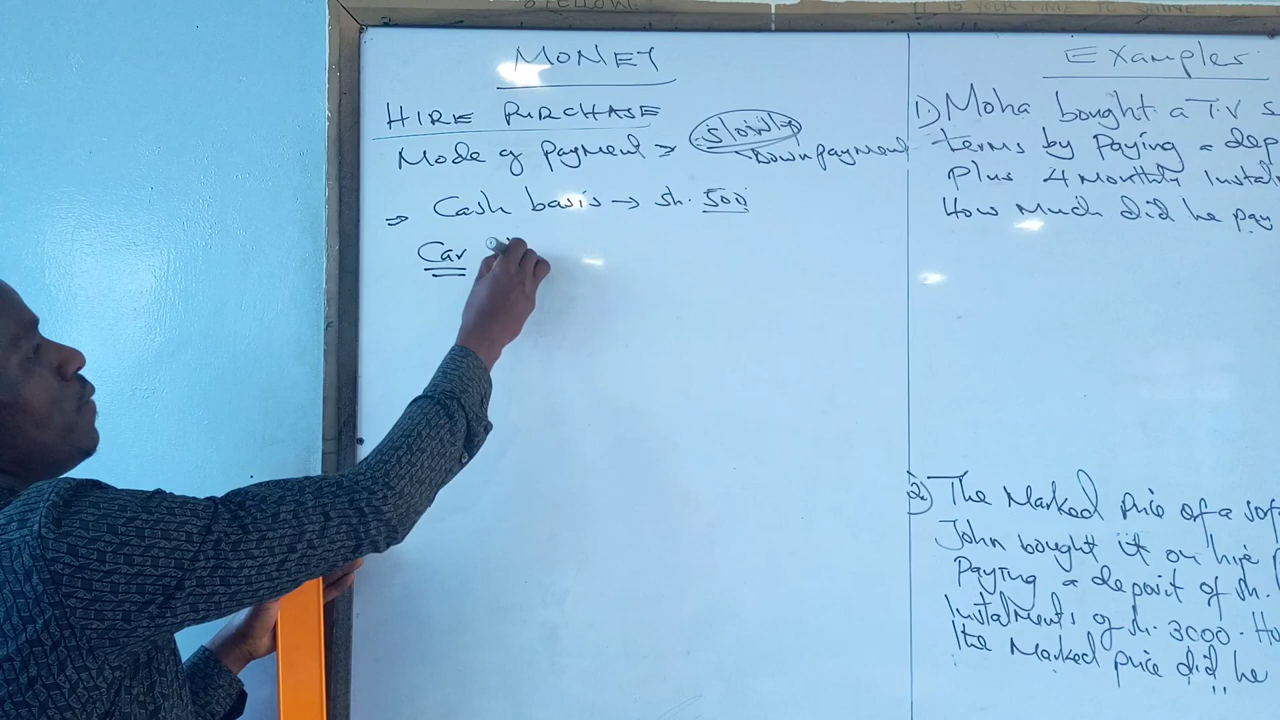 MONEY
HIRE PURCHASE
Mode of Payment => slowly
Downpayment
=> Cash basis → sh. 500
Car
Examples
1) Moha bought a T.V s
terms by Paying a dep
Plus 4 Monthly Instal
How Much did he pay
2) The Marked price of a sof
John bought it on hire
Paying a deposit of sh.
Instalments of sh. 3000. H
the Marked price did he